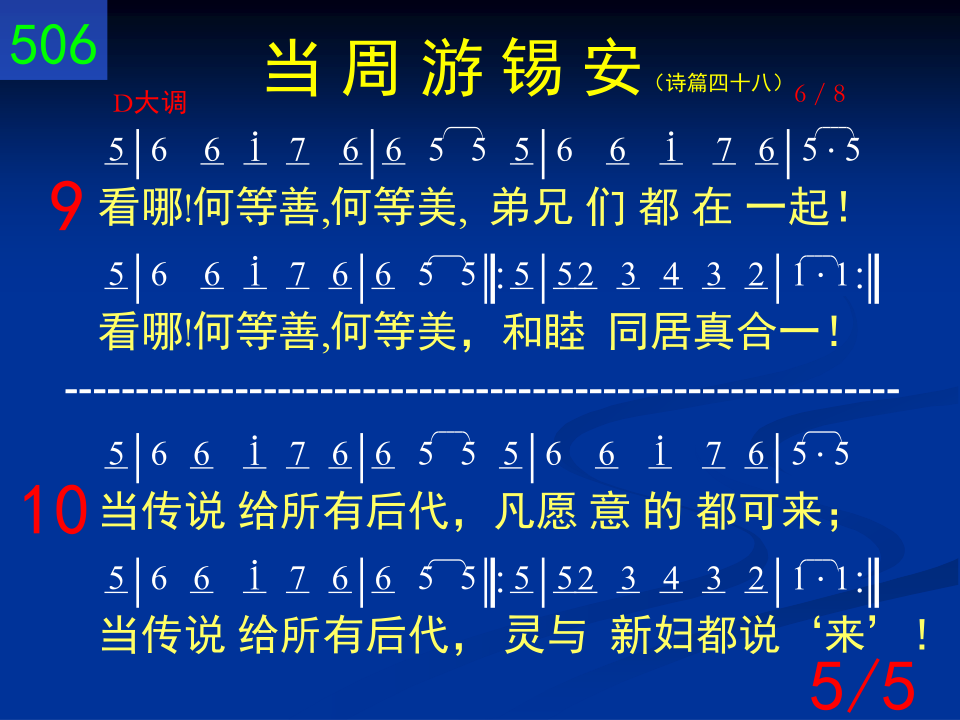 506
当 周 游 锡 安（诗篇四十八）
D大调 6 / 8
5|6 6 i 7 6|6 5 5 5|6 6 i 7 6|5·5
9 看哪!何等善,何等美, 弟兄 们 都 在 一起！
5|6 6 i 7 6|6 5 5‖:5|52 3 4 3 2|1·1:‖
看哪!何等善,何等美，和睦 同居真合一！
-----------------------------------------------------------
5|6 6 i 7 6|6 5 5 5|6 6 i 7 6|5·5
10 当传说 给所有后代，凡愿 意 的 都可来；
5|6 6 i 7 6|6 5 5‖:5|52 3 4 3 2|1·1:‖
当传说 给所有后代， 灵与 新妇都说‘来’！
5/5